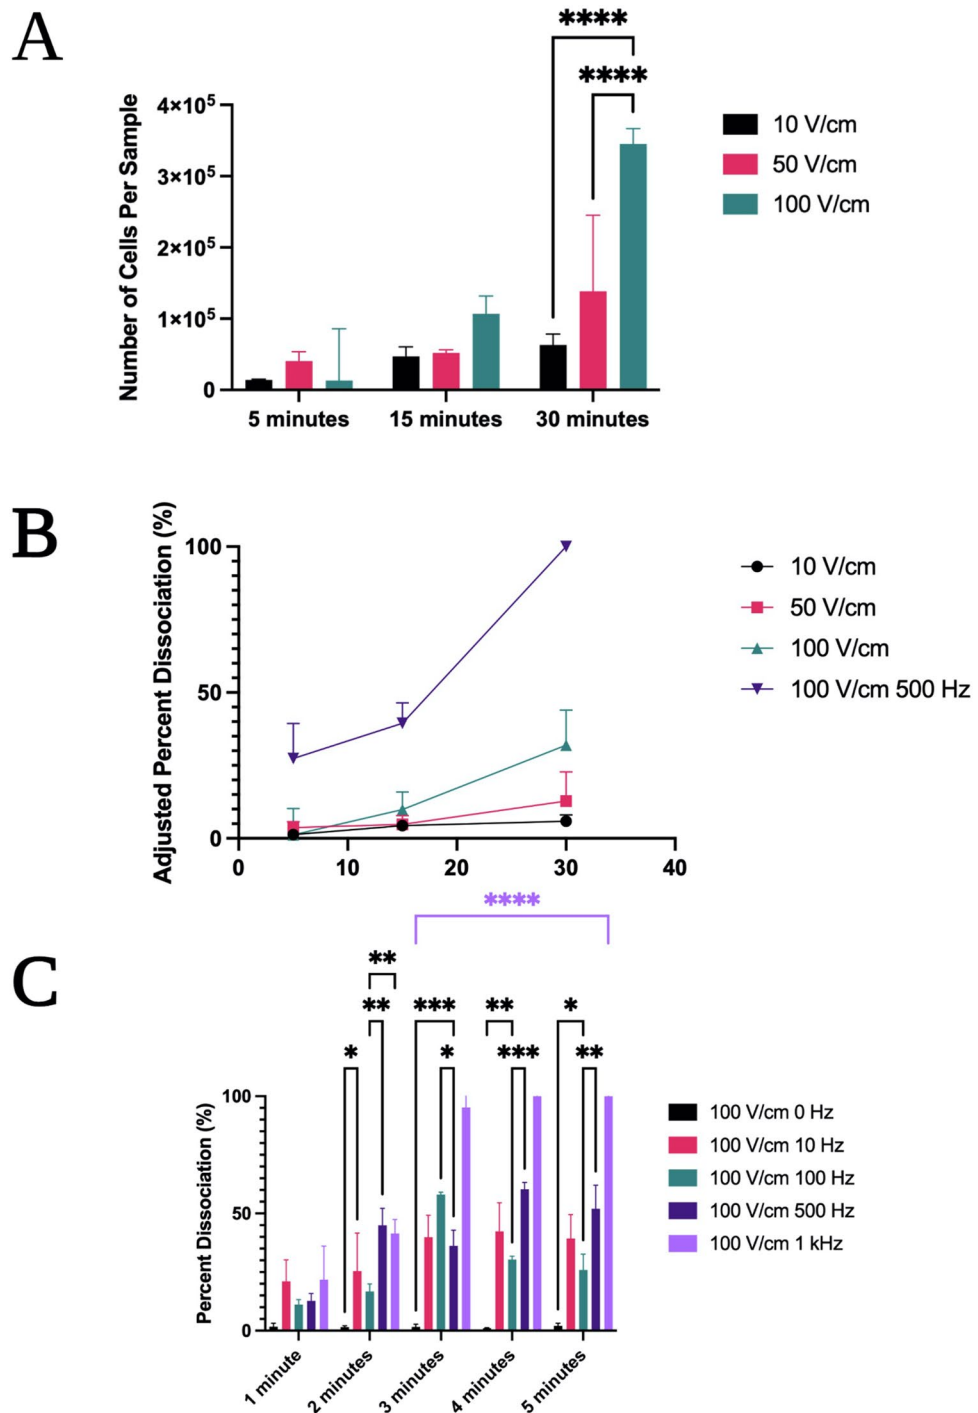 A
****
****
Number of Cells Per Sample
4×10⁵
3×10⁵
2×10⁵
1×10⁵
0
5 minutes
15 minutes
30 minutes
10 V/cm
50 V/cm
100 V/cm
B
Adjusted Percent Dissociation (%)
100
50
0
0
10
20
30
40
10 V/cm
50 V/cm
100 V/cm
100 V/cm 500 Hz
C
****
**
**
***
**
*
*
*
***
**
Percent Dissociation (%)
100
50
0
1 minute
2 minutes
3 minutes
4 minutes
5 minutes
100 V/cm 0 Hz
100 V/cm 10 Hz
100 V/cm 100 Hz
100 V/cm 500 Hz
100 V/cm 1 kHz